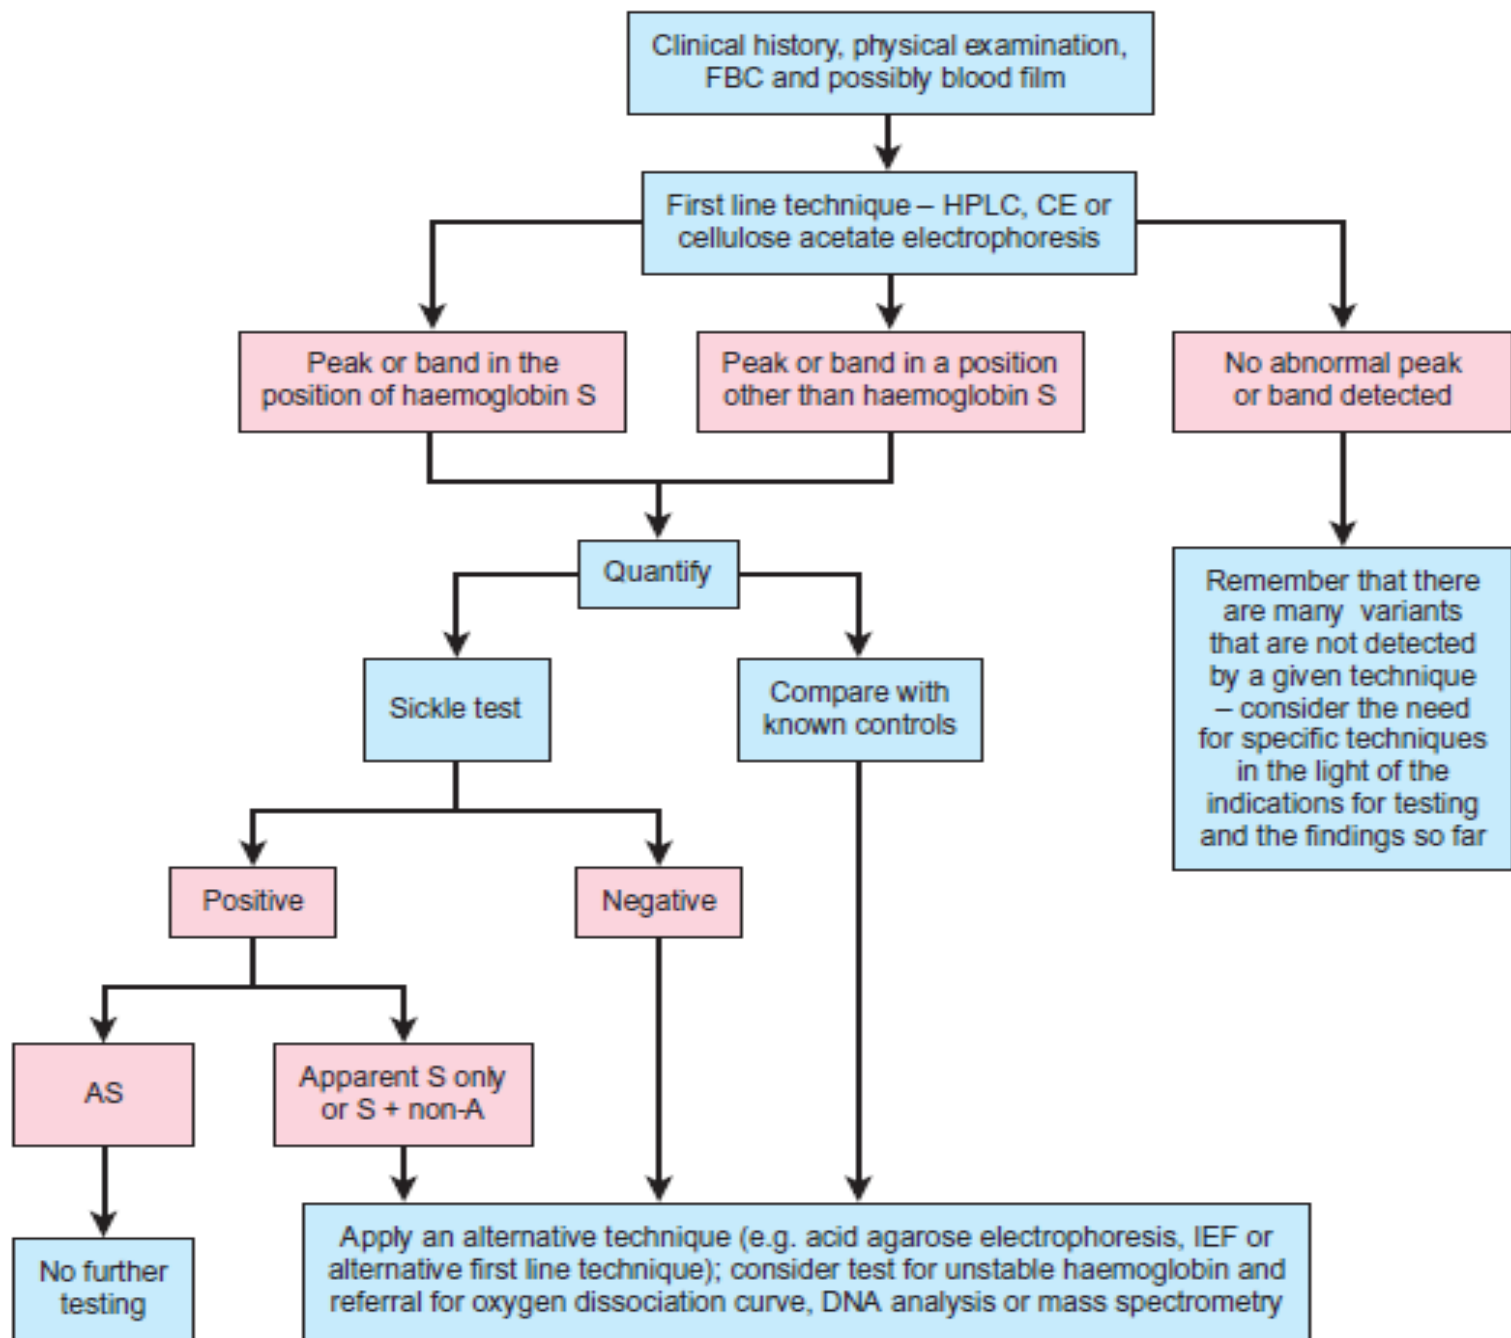 Clinical history, physical examination,
FBC and possibly blood film
First line technique – HPLC, CE or
cellulose acetate electrophoresis
Peak or band in the
position of haemoglobin S
Peak or band in a position
other than haemoglobin S
No abnormal peak
or band detected
Quantify
Remember that there
are many variants
that are not detected
by a given technique
– consider the need
for specific techniques
in the light of the
indications for testing
and the findings so far
Sickle test
Compare with
known controls
Positive
Negative
AS
Apparent S only
or S + non-A
No further
testing
Apply an alternative technique (e.g. acid agarose electrophoresis, IEF or
alternative first line technique); consider test for unstable haemoglobin and
referral for oxygen dissociation curve, DNA analysis or mass spectrometry